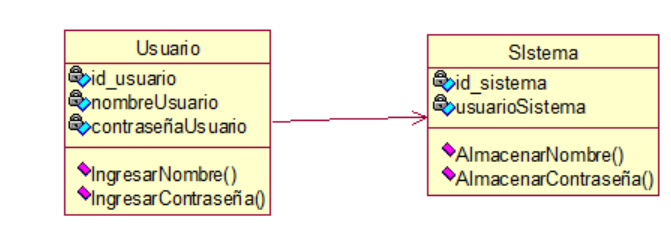 Usuario
id_usuario
nombreUsuario
contraseñaUsuario
IngresarNombre()
IngresarContraseña()
SIstema
id_sistema
usuarioSistema
AlmacenarNombre()
AlmacenarContraseña()